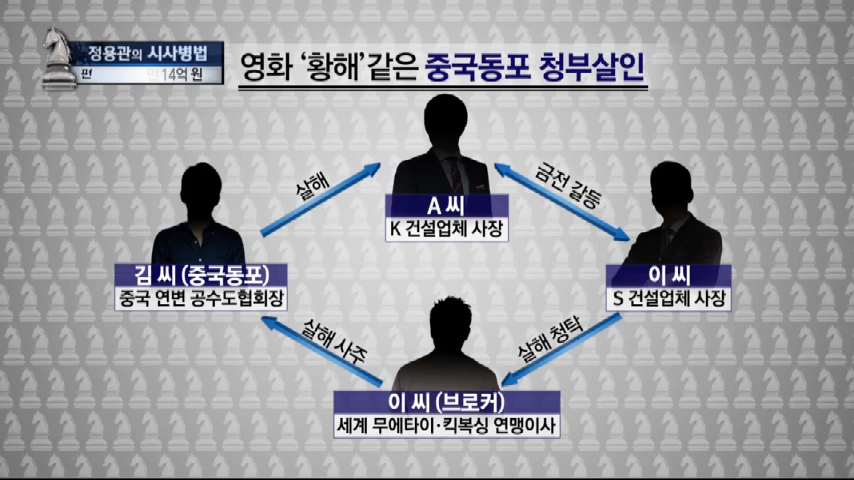 정용관의 시사병법
편 14억 원
영화 ‘황해’같은 중국동포 청부살인
살해
금전 갈등
A 씨
K 건설업체 사장
김 씨 (중국동포)
중국 연변 공수도협회장
이 씨
S 건설업체 사장
살해 사주
살해 청탁
이 씨 (브로커)
세계 무에타이·킥복싱 연맹이사